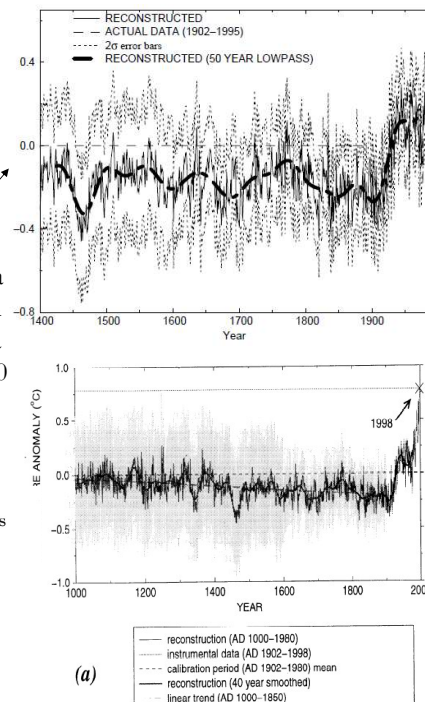 RECONSTRUCTED
ACTUAL DATA (1902–1995)
2σ error bars
RECONSTRUCTED (50 YEAR LOWPASS)
0.4
0.0
−0.4
−0.8
1400 1500 1600 1700 1800 1900
Year
a
)
s
1.0
0.5
0.0
-0.5
-1.0
RE ANOMALY (°C)
1998
1000 1200 1400 1600 1800 200
YEAR
(a)
reconstruction (AD 1000–1980)
instrumental data (AD 1902–1998)
calibration period (AD 1902–1980) mean
reconstruction (40 year smoothed)
linear trend (AD 1000–1850)